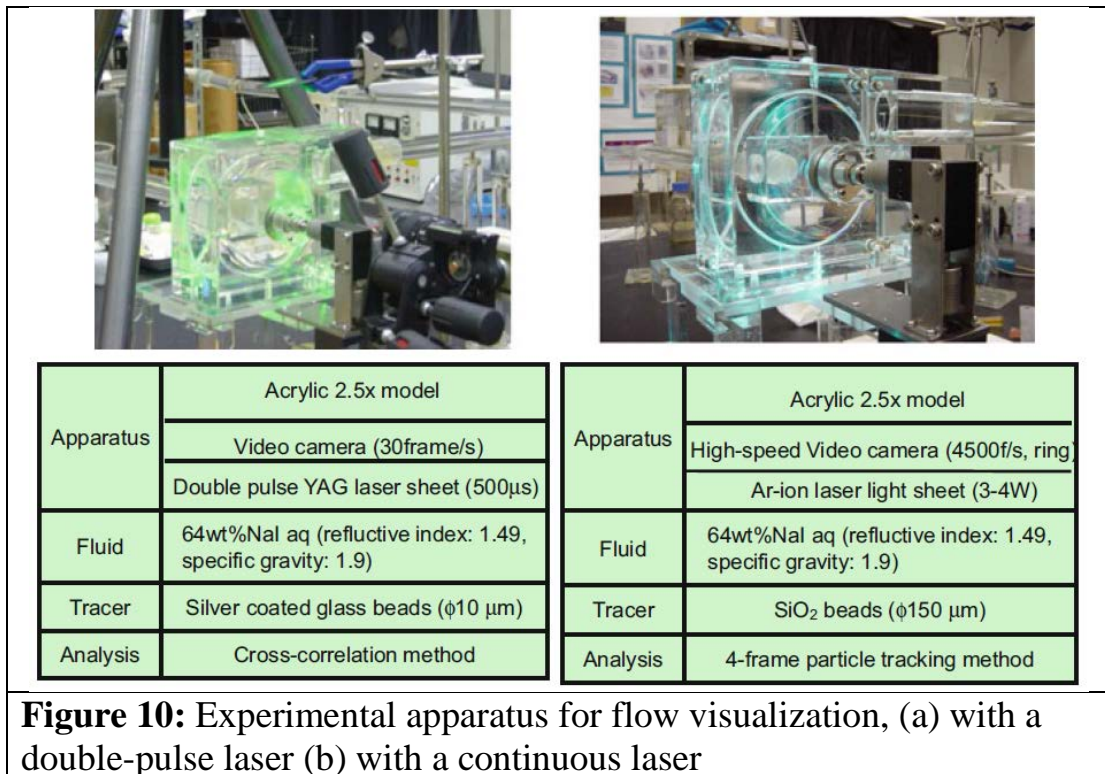 Apparatus
Acrylic 2.5x model
Video camera (30frame/s)
Double pulse YAG laser sheet (500μs)
Fluid
64wt%NaI aq (refluctive index: 1.49,
specific gravity: 1.9)
Tracer
Silver coated glass beads (ϕ10 μm)
Analysis
Cross-correlation method
Apparatus
Acrylic 2.5x model
High-speed Video camera (4500f/s, ring)
Ar-ion laser light sheet (3-4W)
Fluid
64wt%NaI aq (refluctive index: 1.49,
specific gravity: 1.9)
Tracer
SiO₂ beads (ϕ150 μm)
Analysis
4-frame particle tracking method
Figure 10: Experimental apparatus for flow visualization, (a) with a
double-pulse laser (b) with a continuous laser